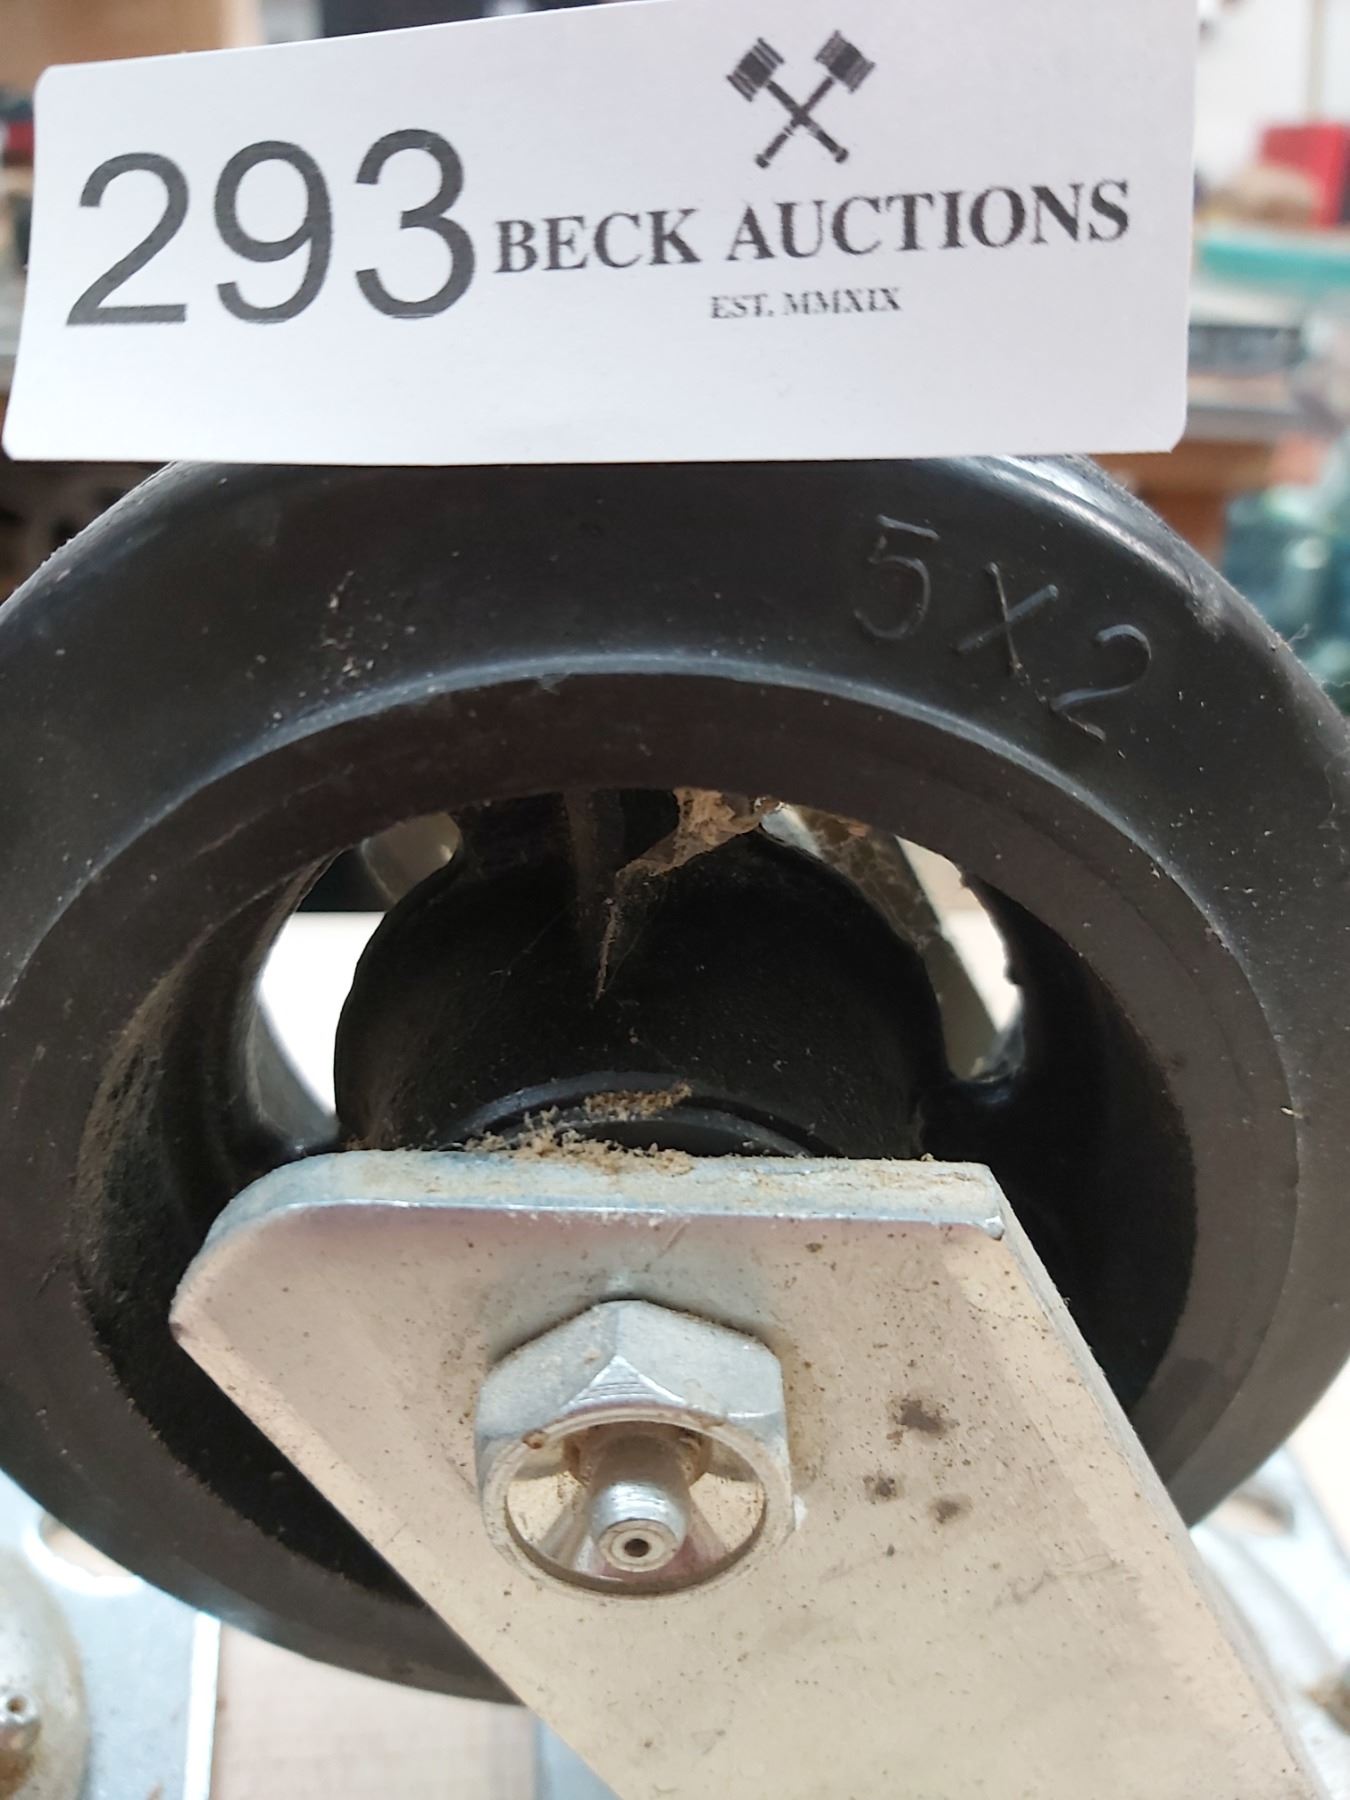 293
BECK AUCTIONS
EST. MMXIX
5X2